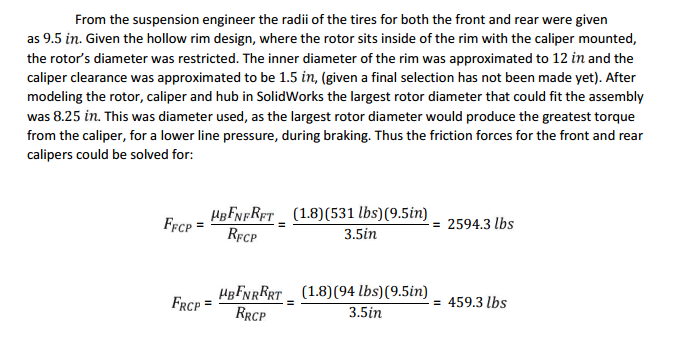 From the suspension engineer the radii of the tires for both the front and rear were given
as 9.5 in. Given the hollow rim design, where the rotor sits inside of the rim with the caliper mounted,
the rotor's diameter was restricted. The inner diameter of the rim was approximated to 12 in and the
caliper clearance was approximated to be 1.5 in, (given a final selection has not been made yet). After
modeling the rotor, caliper and hub in SolidWorks the largest rotor diameter that could fit the assembly
was 8.25 in. This was diameter used, as the largest rotor diameter would produce the greatest torque
from the caliper, for a lower line pressure, during braking. Thus the friction forces for the front and rear
calipers could be solved for:
F_FCP = μ_B F_NF R_FT / R_FCP = (1.8)(531 lbs)(9.5in) / 3.5in = 2594.3 lbs
F_RCP = μ_B F_NR R_RT / R_RCP = (1.8)(94 lbs)(9.5in) / 3.5in = 459.3 lbs